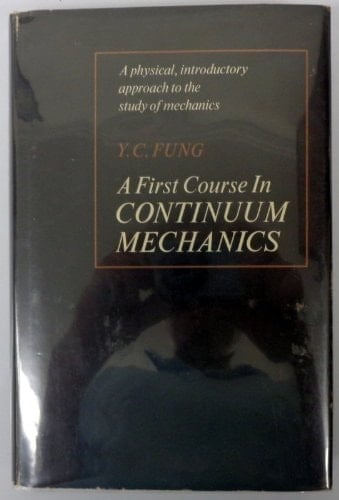 A physical, introductory
approach to the
study of mechanics
Y. C. FUNG
A First Course In
CONTINUUM
MECHANICS